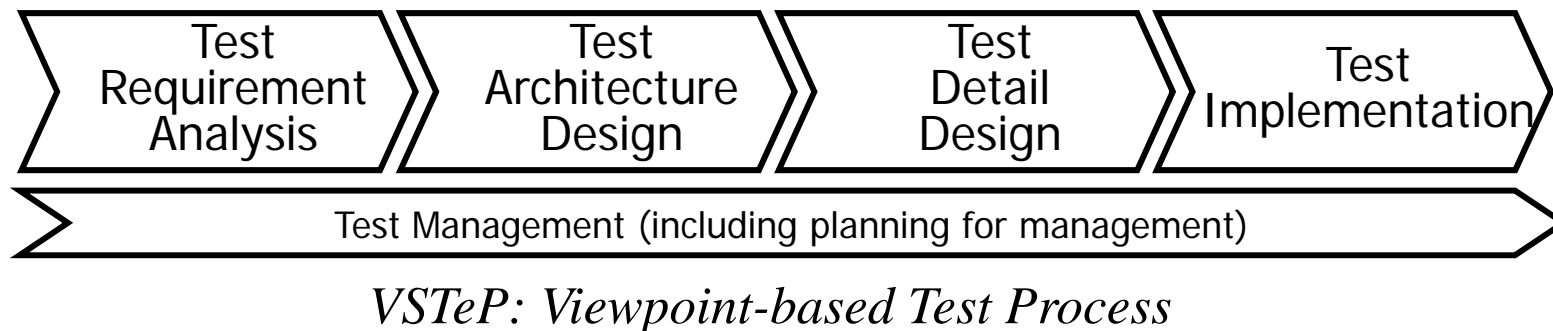 Test
Requirement
Analysis
Test
Architecture
Design
Test
Detail
Design
Test
Implementation
Test Management (including planning for management)
VSTeP: Viewpoint-based Test Process